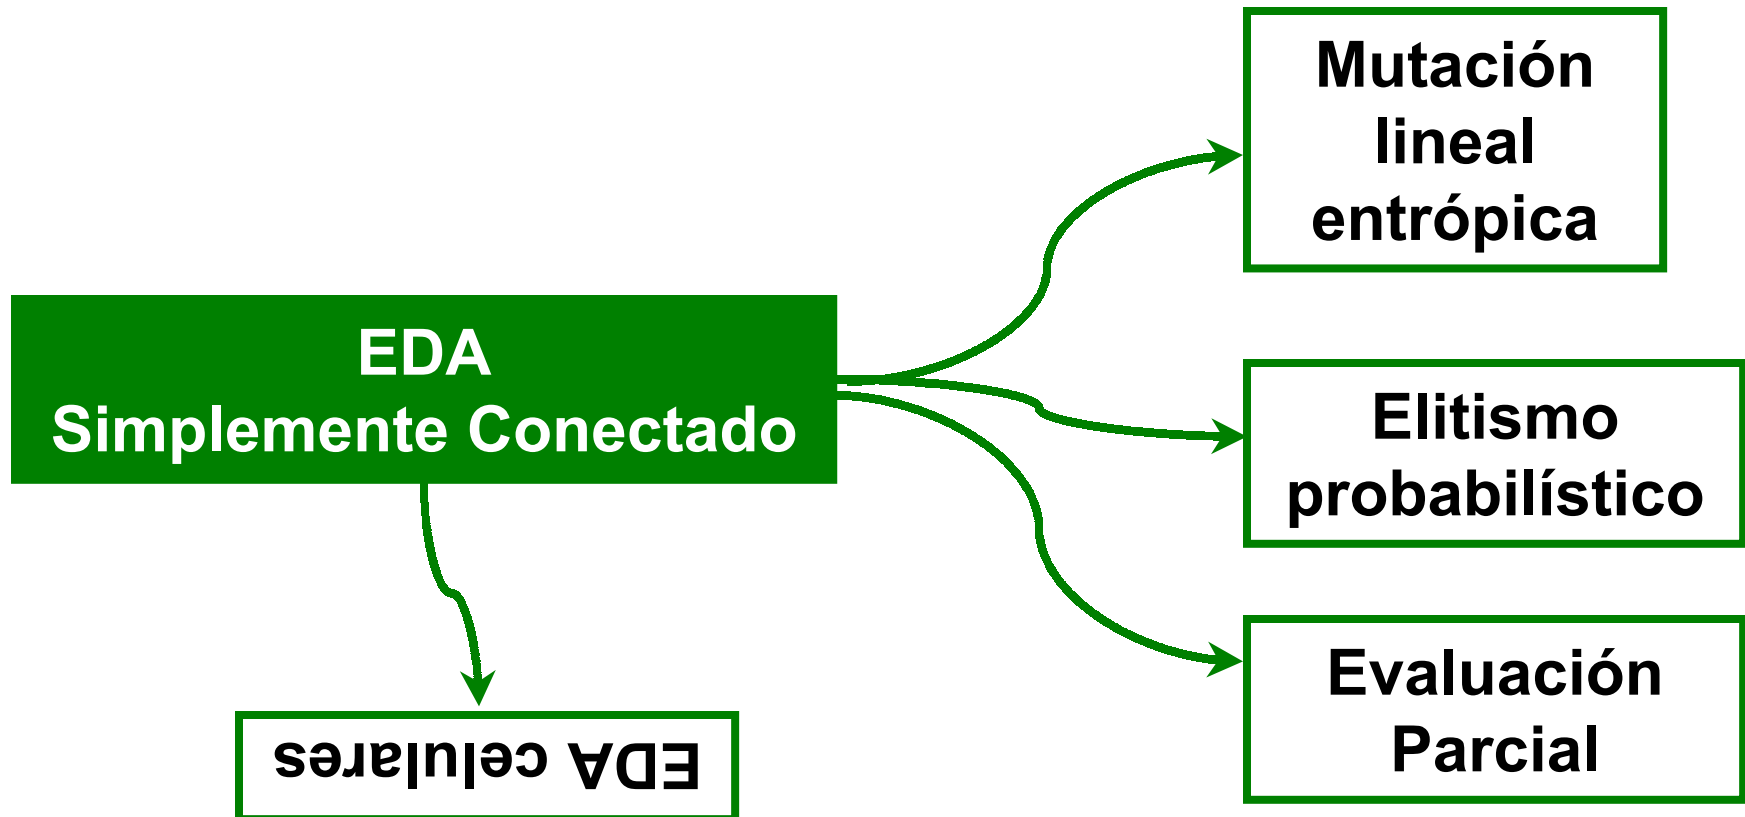 Mutación
lineal
entrópica
EDA
Simplemente Conectado
Elitismo
probabilístico
Evaluación
Parcial
EDA celulares